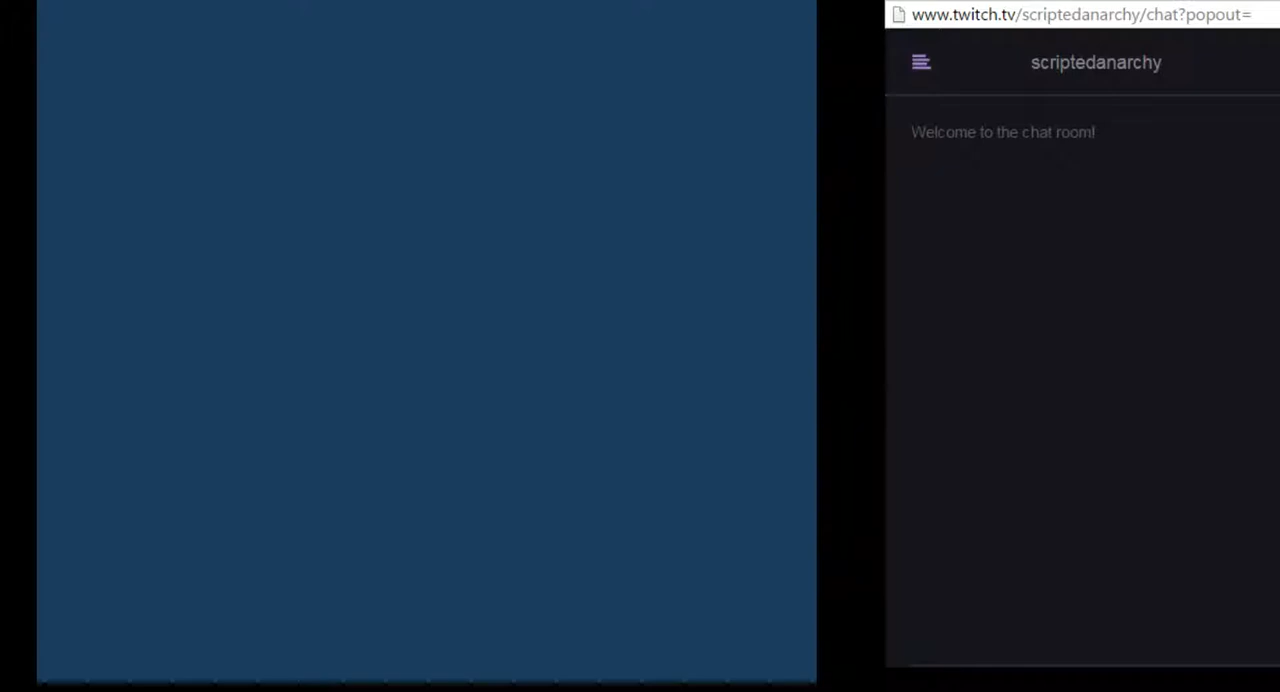 www.twitch.tv/scriptedanarchy/chat?popout=
scriptedanarchy
Welcome to the chat room!